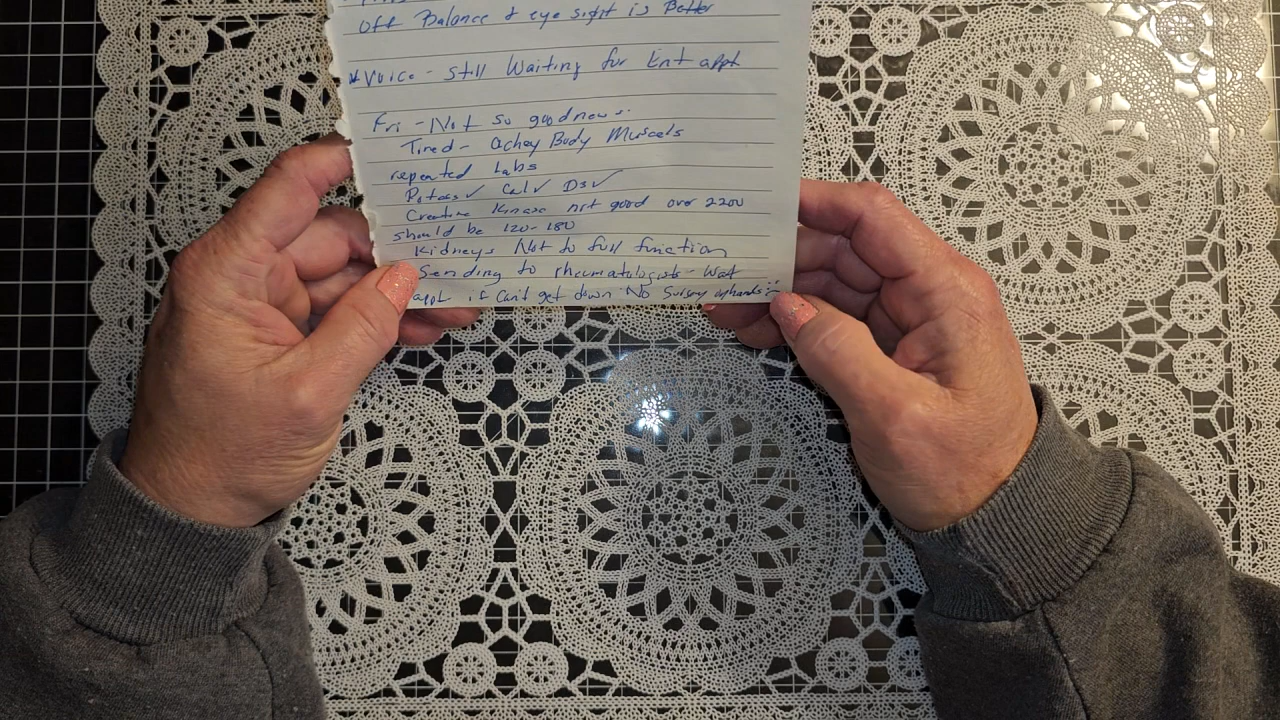 off Balance & eye sight is Better
*Voice - still Waiting for Ent appt
Fri - Not so good news.
Tired - achey Body Muscels
repeated Labs
Potass✓ Cal✓ D3✓
Creatine Kinase not good over 2200
should be 120-180
Kidneys Not to full function
Sending to rheumatologist - Wait
appt if Can't get down No Surgery